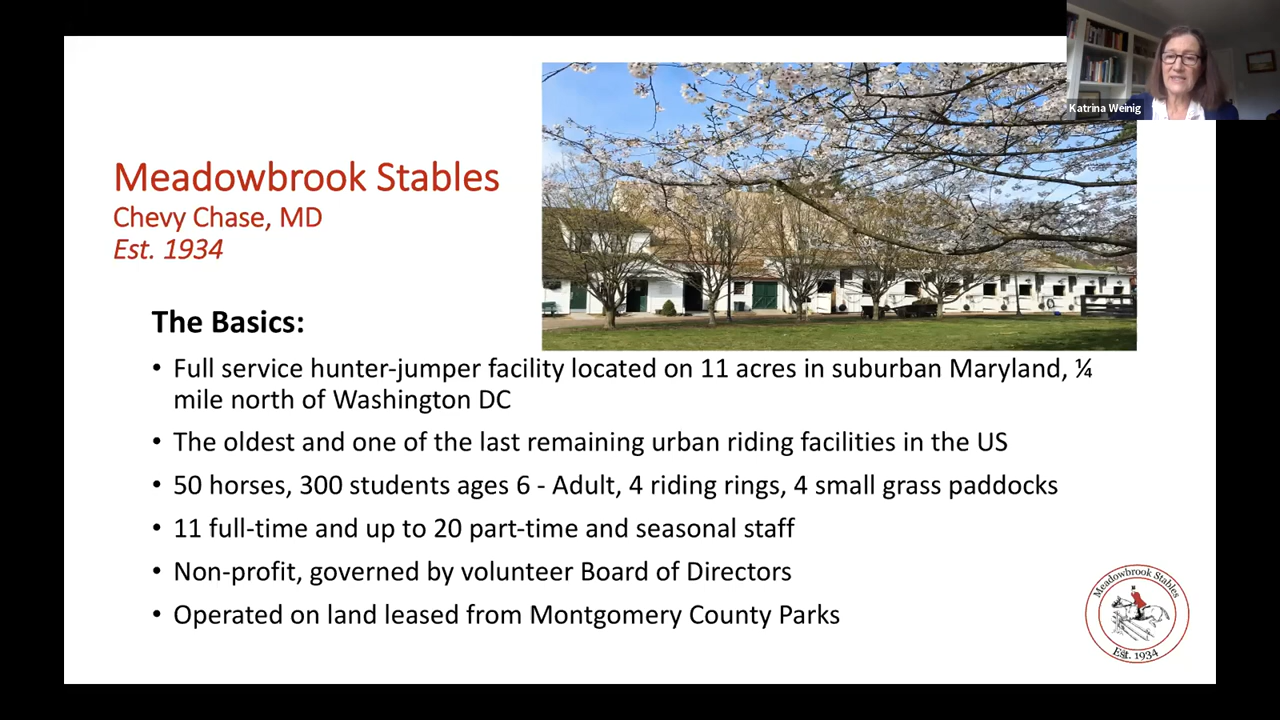 Katrina Weinig
Meadowbrook Stables
Chevy Chase, MD
Est. 1934
The Basics:
• Full service hunter-jumper facility located on 11 acres in suburban Maryland, ¼
mile north of Washington DC
• The oldest and one of the last remaining urban riding facilities in the US
• 50 horses, 300 students ages 6 - Adult, 4 riding rings, 4 small grass paddocks
• 11 full-time and up to 20 part-time and seasonal staff
• Non-profit, governed by volunteer Board of Directors
• Operated on land leased from Montgomery County Parks
Meadowbrook Stables
Est. 1934